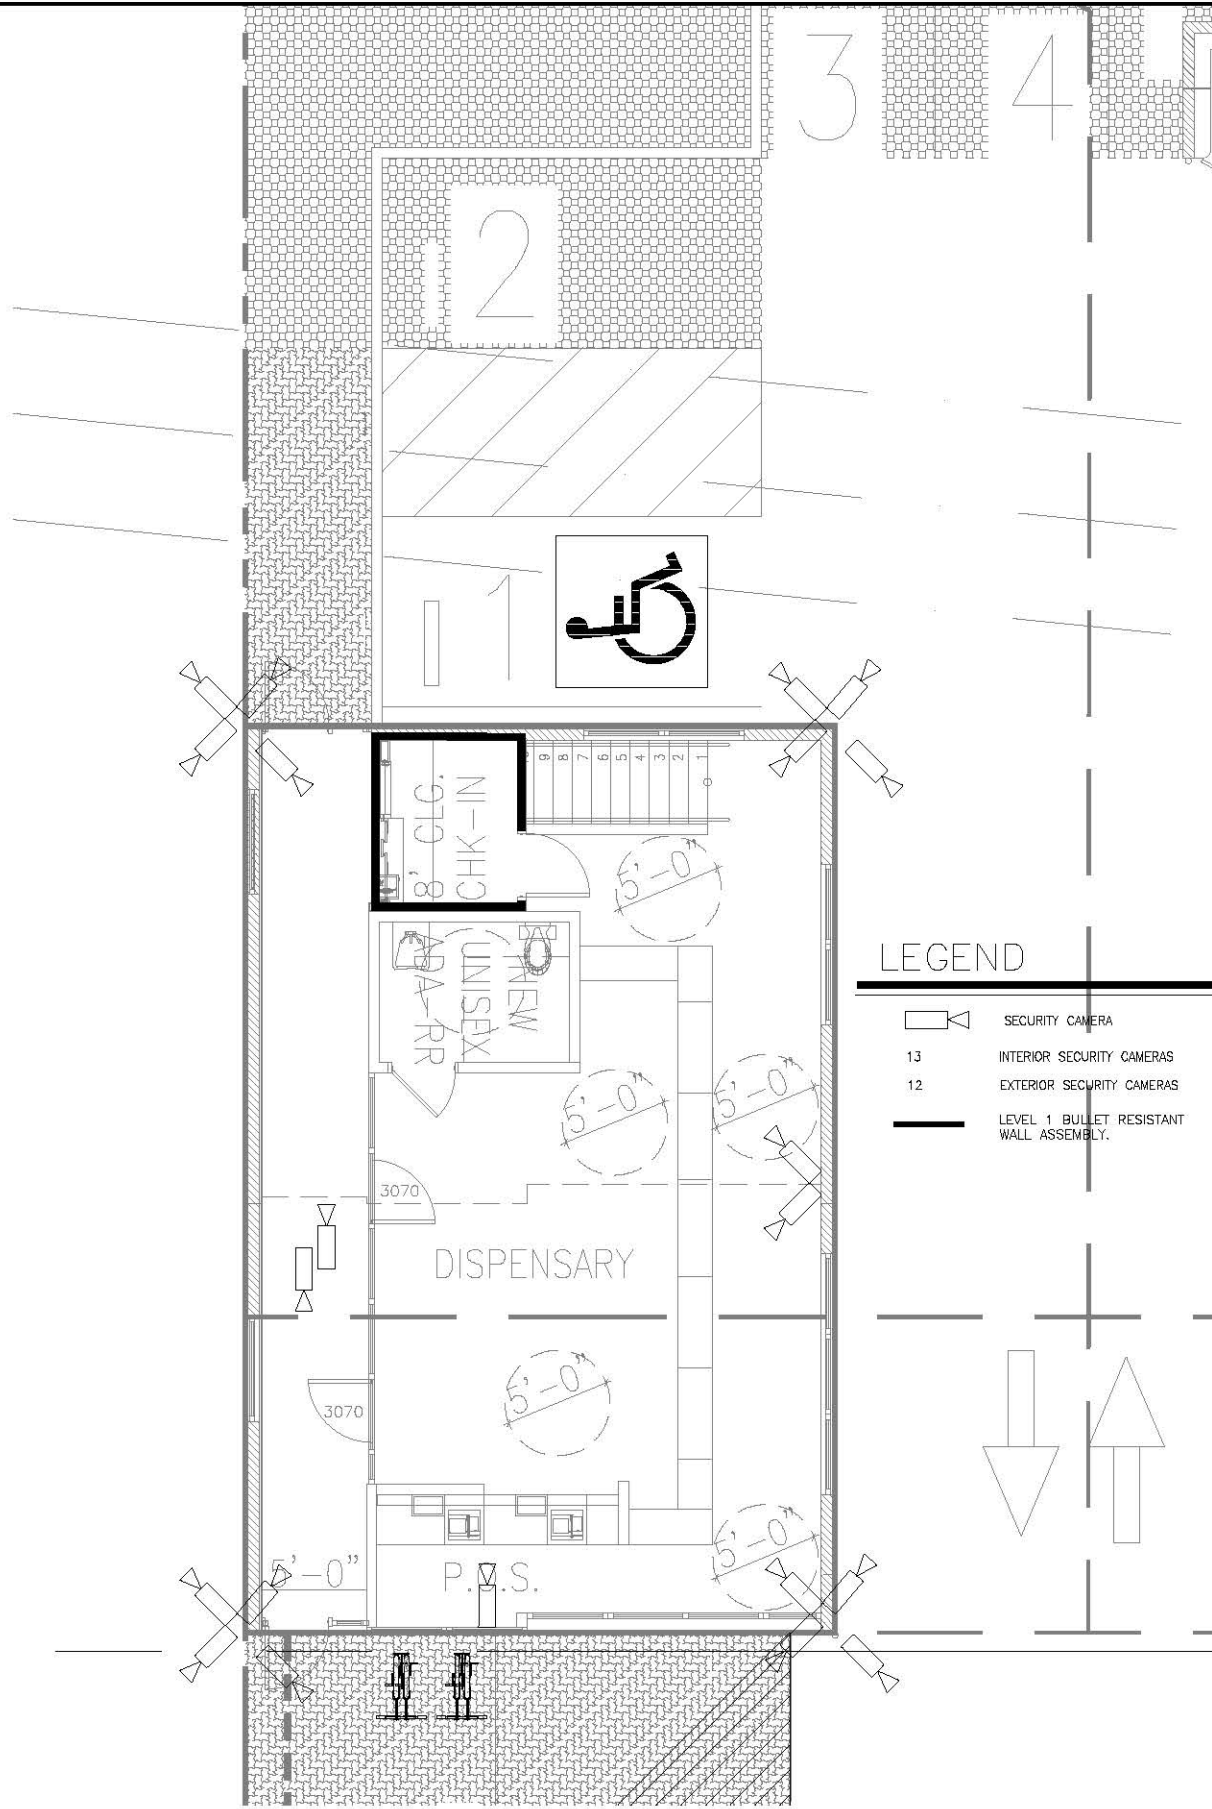 3
4
2
1
9
8
7
6
5
4
3
2
1
8' CLG.
CHK-IN
5'-0"
NEW
UNISEX
ADA-RR
LEGEND
SECURITY CAMERA
13 INTERIOR SECURITY CAMERAS
12 EXTERIOR SECURITY CAMERAS
LEVEL 1 BULLET RESISTANT
WALL ASSEMBLY.
5'-0"
5'-0"
3070
DISPENSARY
5'-0"
3070
5'-0"
5'-0"
P.O.S.